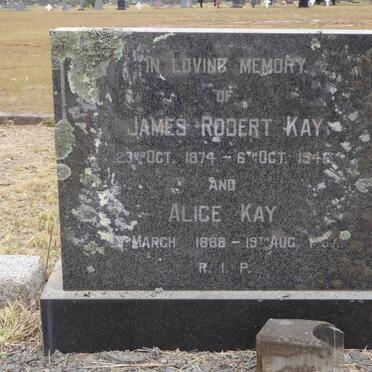 IN LOVING MEMORY
OF
JAMES ROBERT KAY
23RD OCT. 1874 - 6TH OCT. 1946
AND
ALICE KAY
MARCH 1888 - 19TH AUG.
R. I. P.